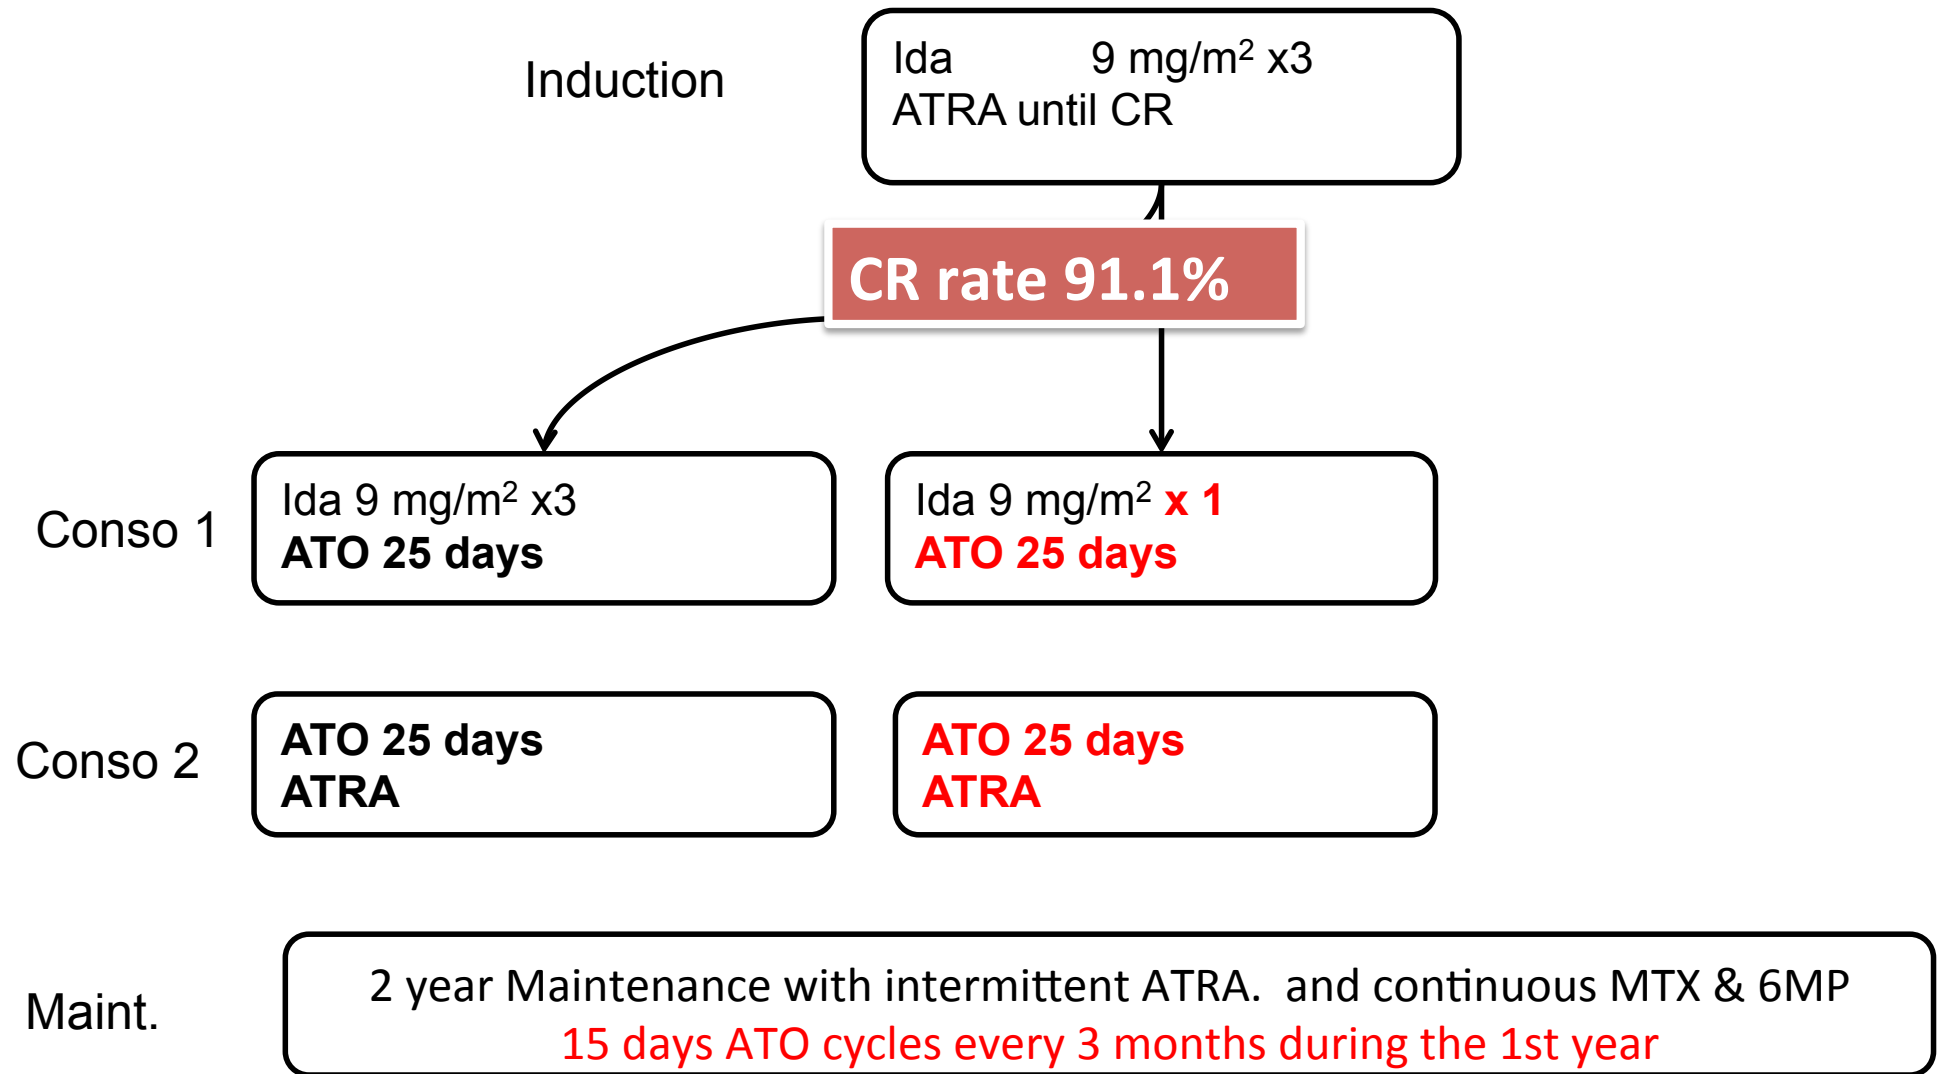 Induction
Ida 9 mg/m² x3
ATRA until CR
CR rate 91.1%
Conso 1
Ida 9 mg/m² x3
ATO 25 days
Ida 9 mg/m² x 1
ATO 25 days
Conso 2
ATO 25 days
ATRA
ATO 25 days
ATRA
Maint.
2 year Maintenance with intermittent ATRA. and continuous MTX & 6MP
15 days ATO cycles every 3 months during the 1st year